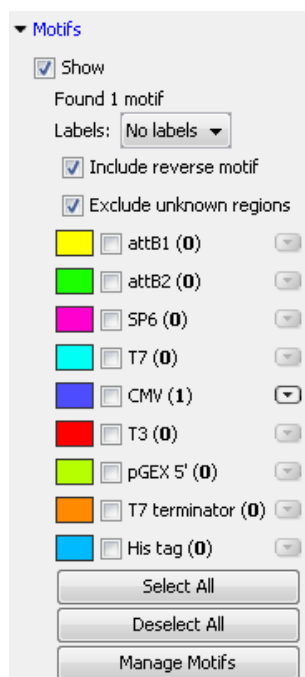 Motifs
Show
Found 1 motif
Labels: No labels
Include reverse motif
Exclude unknown regions
attB1 (0)
attB2 (0)
SP6 (0)
T7 (0)
CMV (1)
T3 (0)
pGEX 5' (0)
T7 terminator (0)
His tag (0)
Select All
Deselect All
Manage Motifs